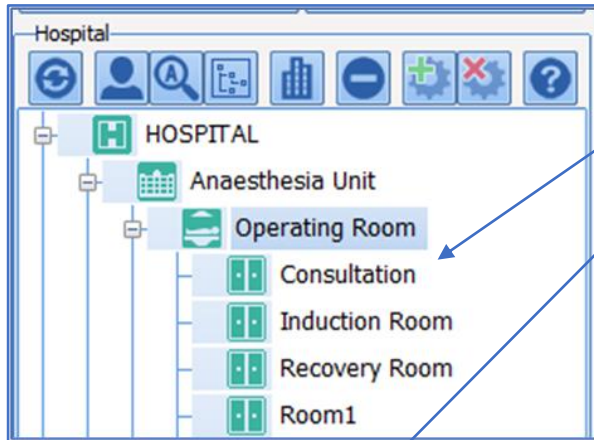 Hospital
HOSPITAL
Anaesthesia Unit
Operating Room
Consultation
Induction Room
Recovery Room
Room1